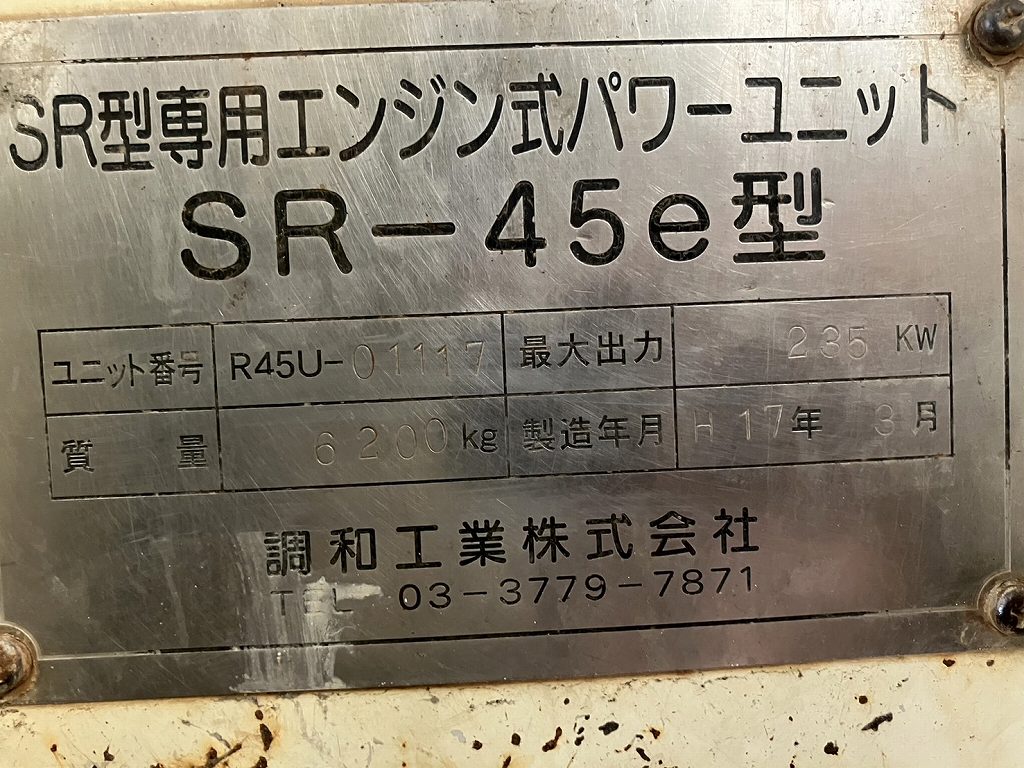 SR型専用エンジン式パワーユニット
SR-45e型
ユニット番号 R45U-01117 最大出力 235 KW
質量 6200 kg 製造年月 H 17年 3月
調和工業株式会社
TEL 03-3779-7871